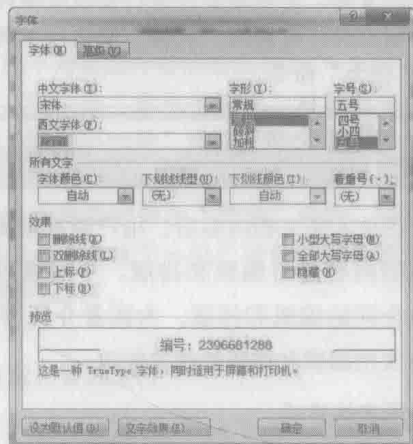 字体
字体(N) 高级(V)
中文字体(T): 字形(Y): 字号(S):
宋体 常规 五号
西文字体(F): 常规 四号
倾斜 小四
加粗 五号
所有文字
字体颜色(C): 下划线线型(U): 下划线颜色(I): 着重号(·):
自动 (无) 自动 (无)
效果
删除线(K) 小型大写字母(M)
双删除线(L) 全部大写字母(A)
上标(P) 隐藏(H)
下标(B)
预览
编号：2396681288
这是一种 TrueType 字体，同时适用于屏幕和打印机。
设为默认值(D) 文字效果(E)... 确定 取消